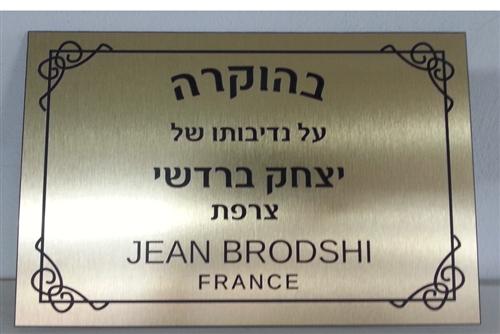 בהוקרה
על נדיבותו של
יצחק ברדשי
צרפת
JEAN BRODSHI
FRANCE